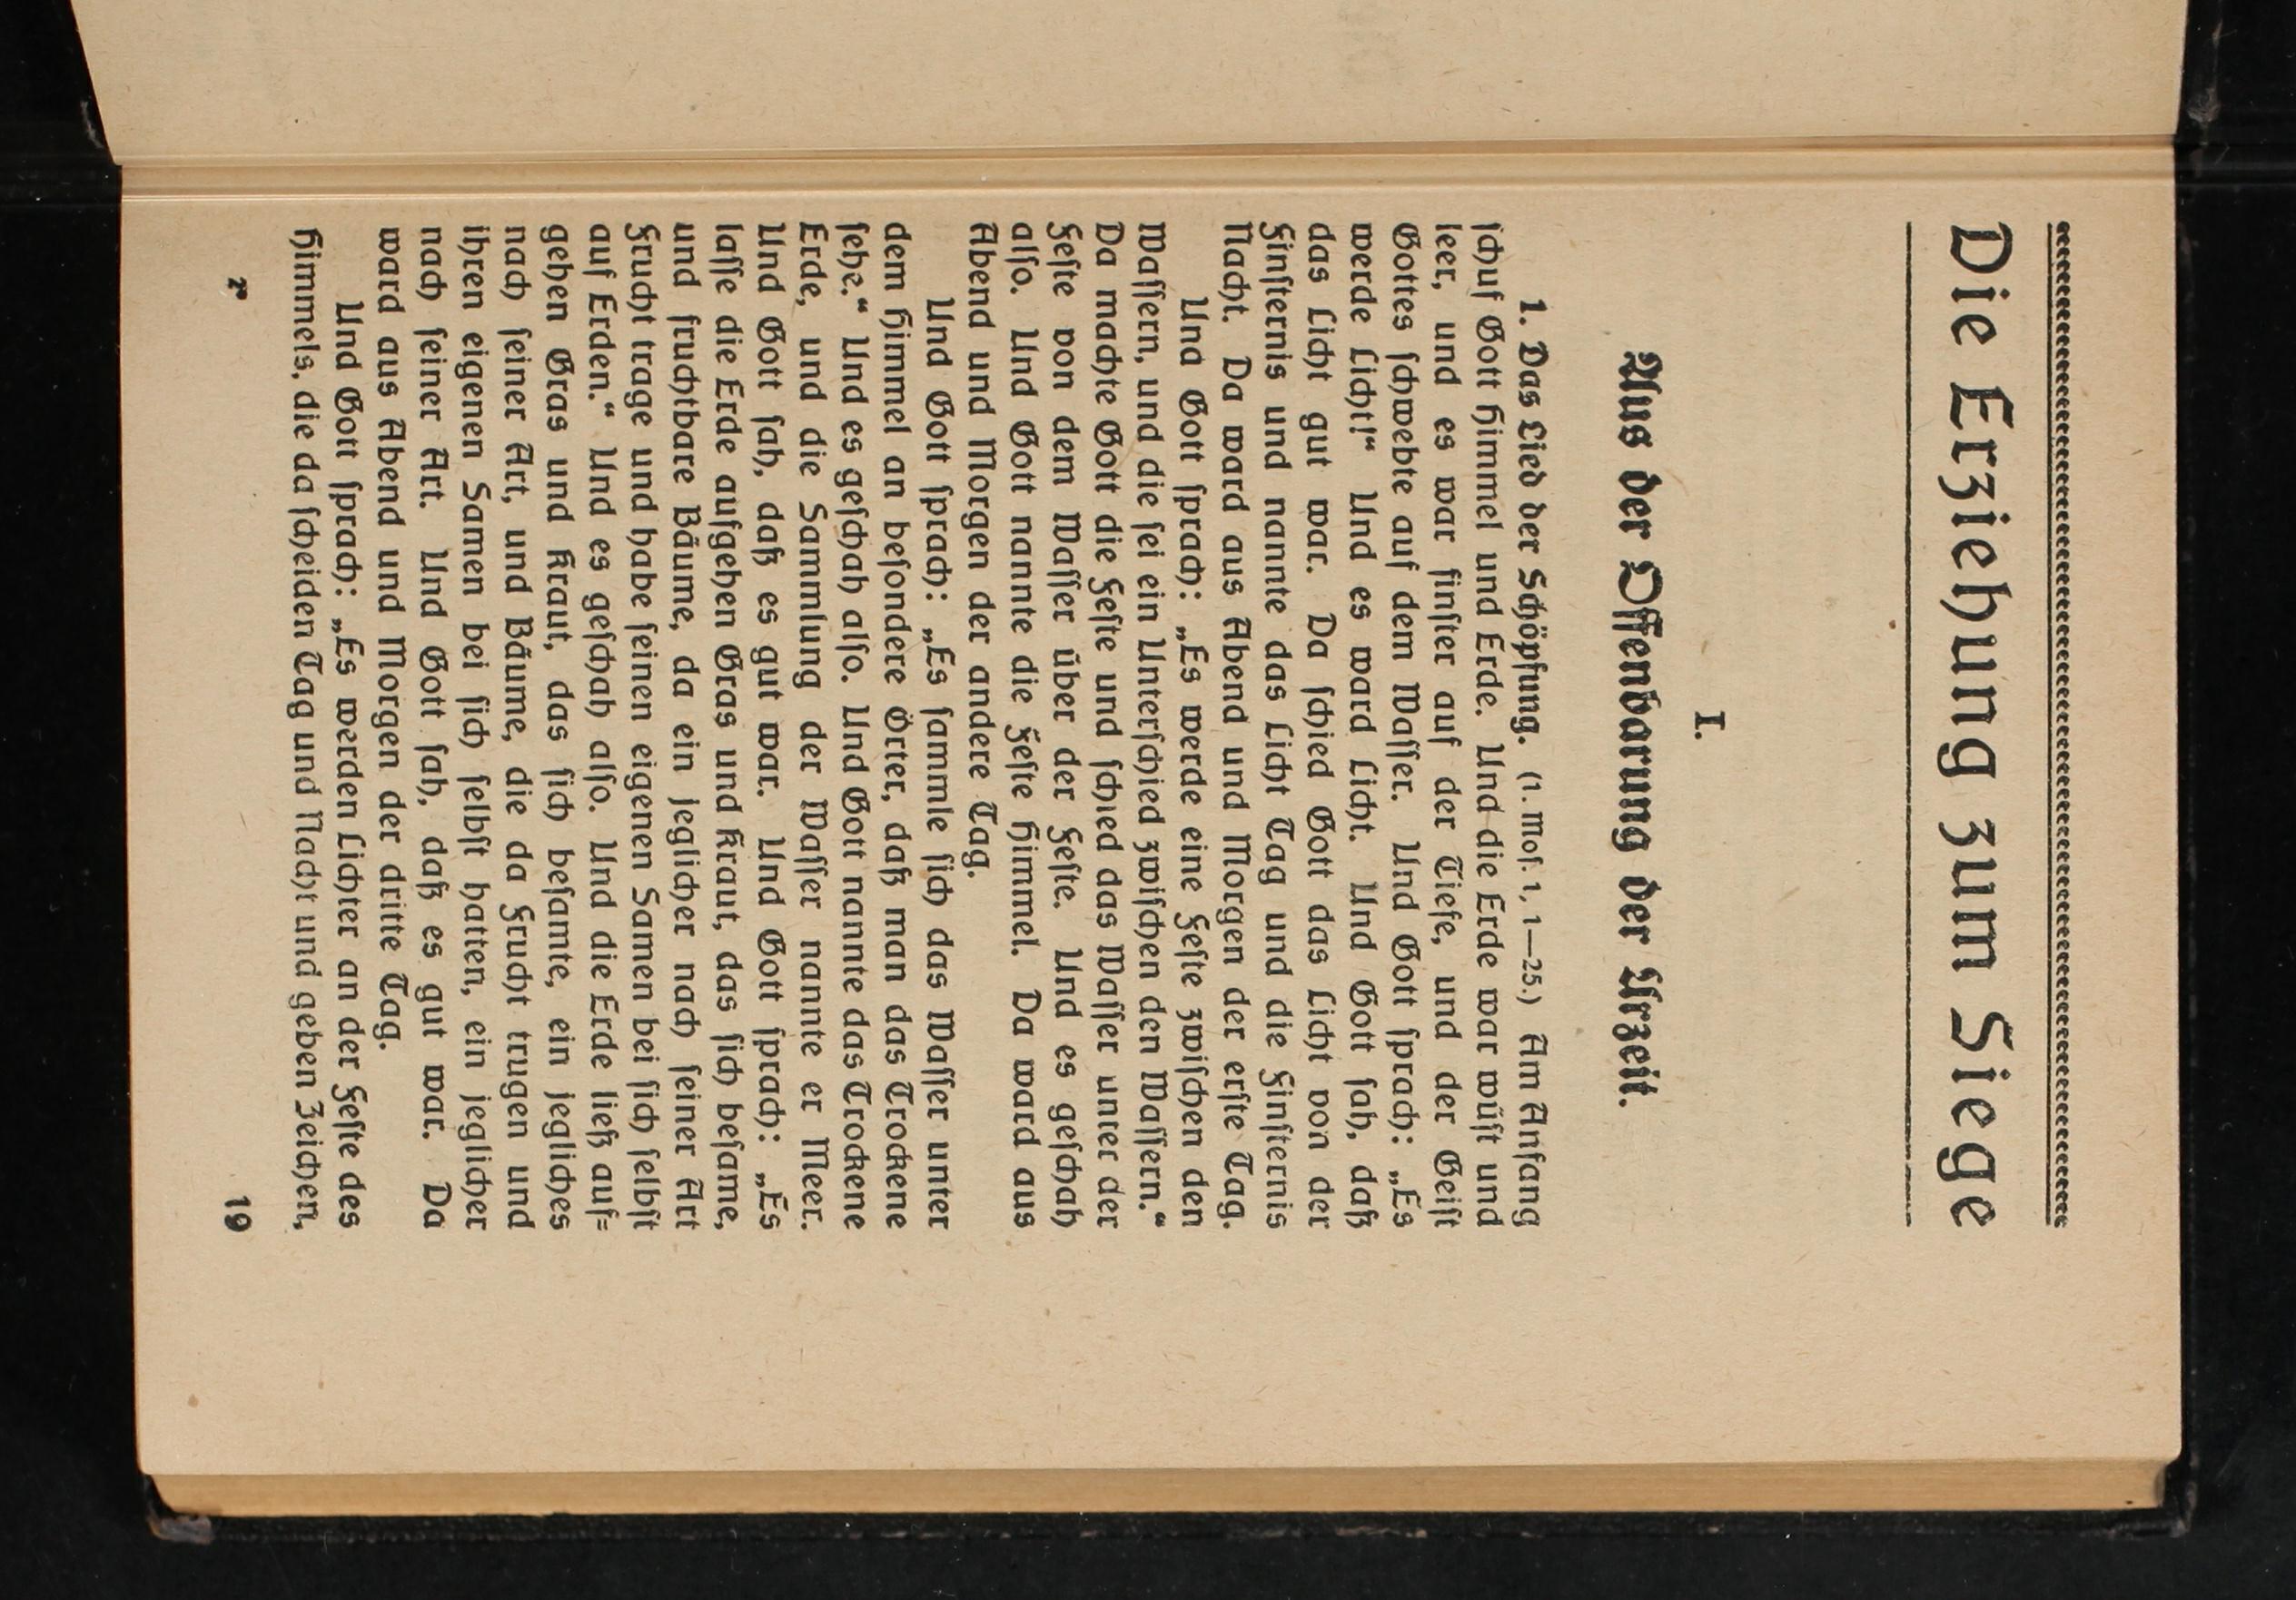 Die Erziehung zum Siege
I.
Aus der Offenbarung der Urzeit.
1. Das Lied der Schöpfung. (1. Moſ. 1, 1—25.) Am Anfang
ſchuf Gott Himmel und Erde. Und die Erde war wüſt und
leer, und es war finſter auf der Tiefe, und der Geiſt
Gottes ſchwebte auf dem Waſſer. Und Gott ſprach: „Es
werde Licht!“ Und es ward Licht. Und Gott ſah, daß
das Licht gut war. Da ſchied Gott das Licht von der
Finſternis und nannte das Licht Tag und die Finſternis
Nacht. Da ward aus Abend und Morgen der erſte Tag.
Und Gott ſprach: „Es werde eine Feſte zwiſchen den
Waſſern, und die ſei ein Unterſchied zwiſchen den Waſſern.“
Da machte Gott die Feſte und ſchied das Waſſer unter der
Feſte von dem Waſſer über der Feſte. Und es geſchah
alſo. Und Gott nannte die Feſte Himmel. Da ward aus
Abend und Morgen der andere Tag.
Und Gott ſprach: „Es ſammle ſich das Waſſer unter
dem Himmel an beſondere Örter, daß man das Trockene
ſehe.“ Und es geſchah alſo. Und Gott nannte das Trockene
Erde, und die Sammlung der Waſſer nannte er Meer.
Und Gott ſah, daß es gut war. Und Gott ſprach: „Es
laſſe die Erde aufgehen Gras und Kraut, das ſich beſame,
und fruchtbare Bäume, da ein jeglicher nach ſeiner Art
Frucht trage und habe ſeinen eigenen Samen bei ſich ſelbſt
auf Erden.“ Und es geſchah alſo. Und die Erde ließ auf=
gehen Gras und Kraut, das ſich beſamte, ein jegliches
nach ſeiner Art, und Bäume, die da Frucht trugen und
ihren eigenen Samen bei ſich ſelbſt hatten, ein jeglicher
nach ſeiner Art. Und Gott ſah, daß es gut war. Da
ward aus Abend und Morgen der dritte Tag.
Und Gott ſprach: „Es werden Lichter an der Feſte des
Himmels, die da ſcheiden Tag und Nacht und geben Zeichen,
2* 19